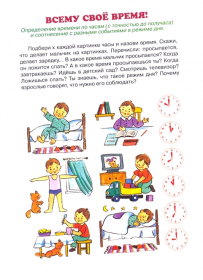 ВСЕМУ СВОЁ ВРЕМЯ!
Определение времени по часам (с точностью до получаса)
и соотнесение с разными событиями в режиме дня
Подбери к каждой картинке часы и назови время. Скажи,
что делает мальчик на картинках. Перечисли: просыпается,
делает зарядку... В какое время мальчик просыпается? Когда
он ложится спать? А в какое время просыпаешься ты? Когда
завтракаешь? Идёшь в детский сад? Смотришь телевизор?
Ложишься спать? Ты знаешь, что такое режим дня? Почему
взрослые говорят, что нужно его соблюдать?